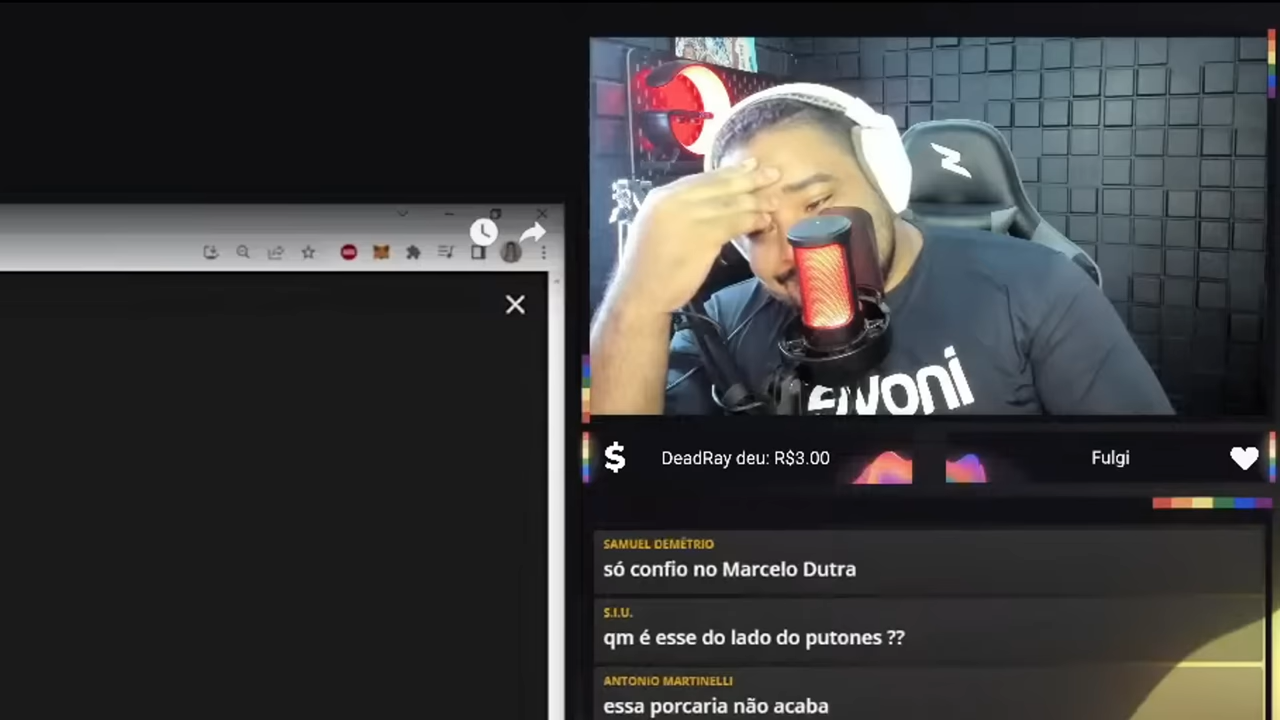 voni
DeadRay deu: R$3.00
Fulgi
SAMUEL DEMÉTRIO
só confio no Marcelo Dutra
S.I.U.
qm é esse do lado do putones ??
ANTONIO MARTINELLI
essa porcaria não acaba